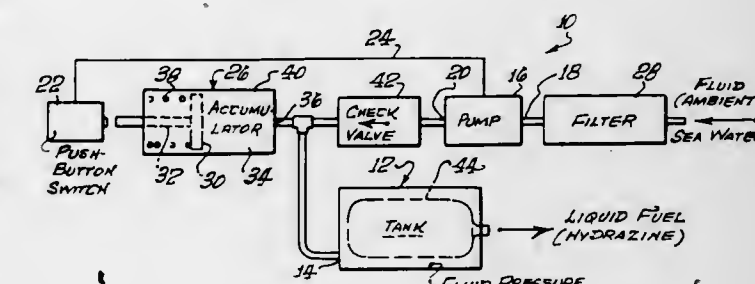 10
24
22
38
26
40
42
20
16
18
28
FLUID
(AMBIENT
SEA WATER
ACCUMU-
LATOR
36
CHECK
VALVE
PUMP
FILTER
PUSH-
BUTTON
SWITCH
32
30
34
12
44
TANK
LIQUID FUEL
(HYDRAZINE)
14
FLUID PRESSURE